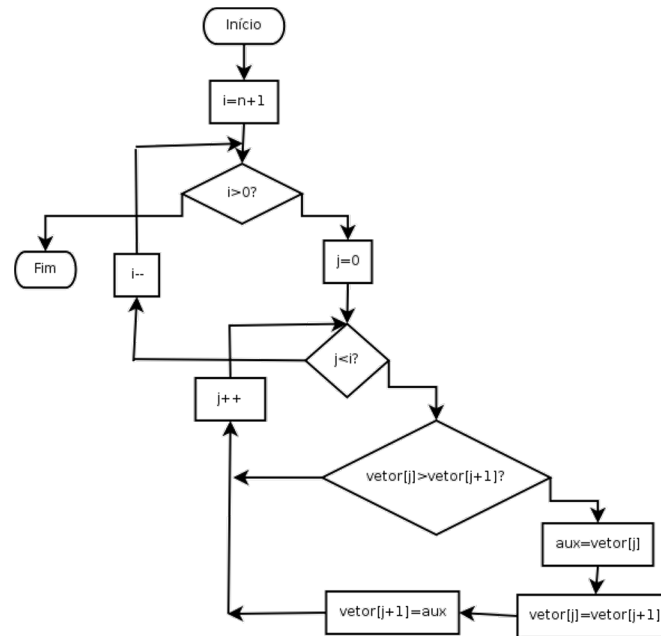 Início
i=n+1
i>0?
Fim
i--
j=0
j<i?
j++
vetor[j]>vetor[j+1]?
aux=vetor[j]
vetor[j+1]=aux
vetor[j]=vetor[j+1]